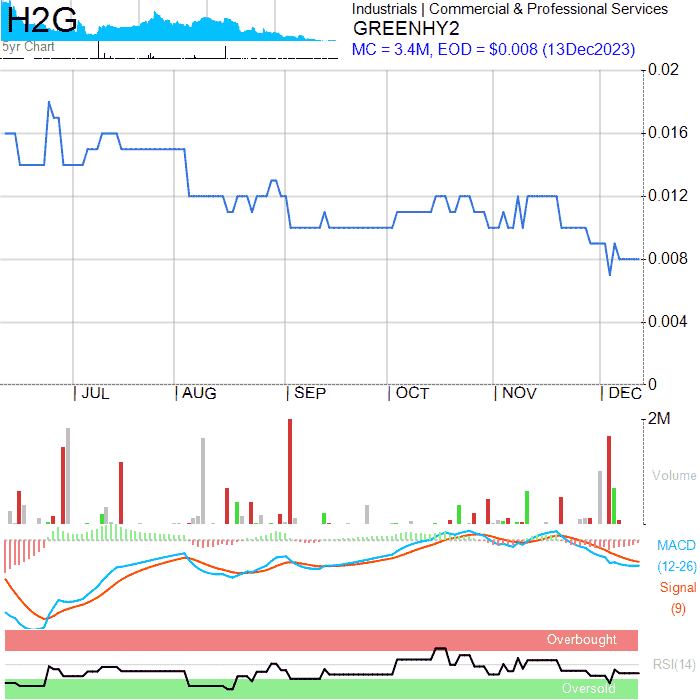 H2G
5yr Chart
Industrials | Commercial & Professional Services
GREENHY2
MC = 3.4M, EOD = $0.008 (13Dec2023)
0.02
0.016
0.012
0.008
0.004
0
| JUL | AUG | SEP | OCT | NOV | DEC
2M
Volume
MACD
(12-26)
Signal
(9)
Overbought
RSI(14)
Oversold